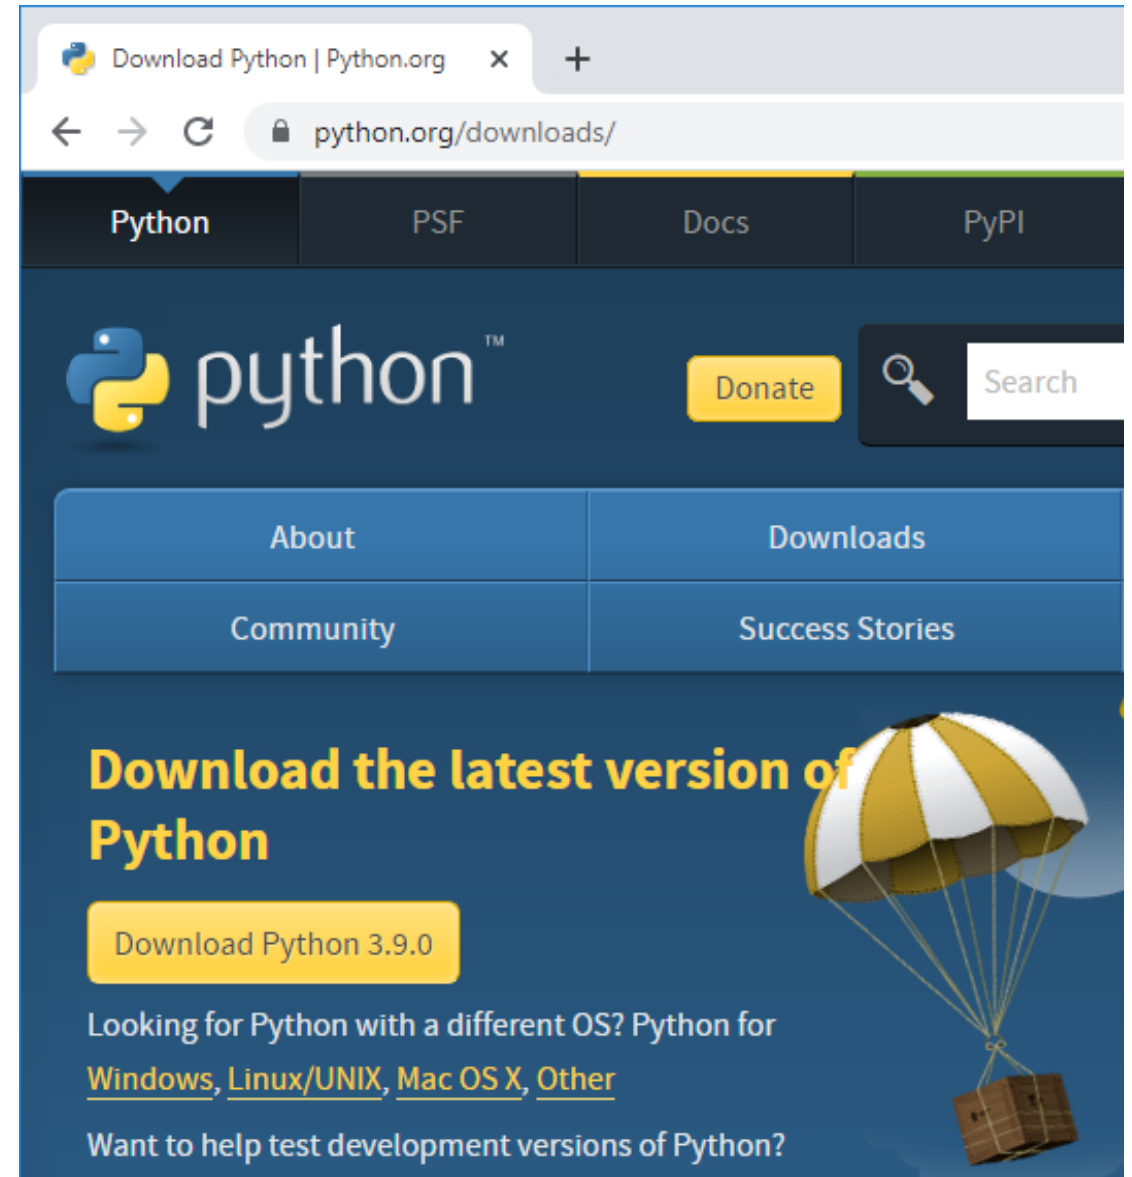 Download Python | Python.org
python.org/downloads/
Python PSF Docs PyPI
python™
Donate
Search
About Downloads
Community Success Stories
Download the latest version of
Python
Download Python 3.9.0
Looking for Python with a different OS? Python for
Windows, Linux/UNIX, Mac OS X, Other
Want to help test development versions of Python?